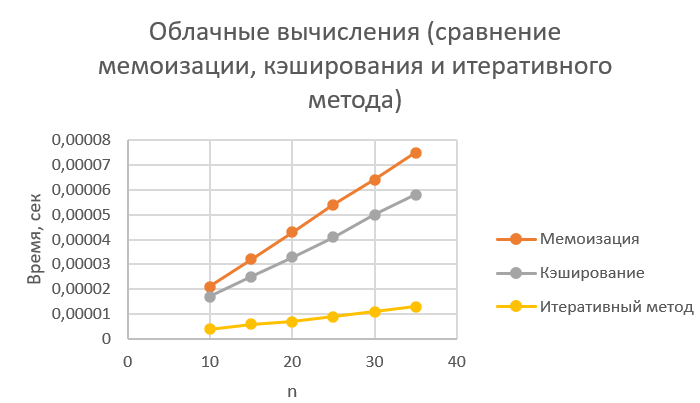 Облачные вычисления (сравнение
мемоизации, кэширования и итеративного
метода)
Время, сек
0,00008
0,00007
0,00006
0,00005
0,00004
0,00003
0,00002
0,00001
0
0 10 20 30 40
n
Мемоизация
Кэширование
Итеративный метод